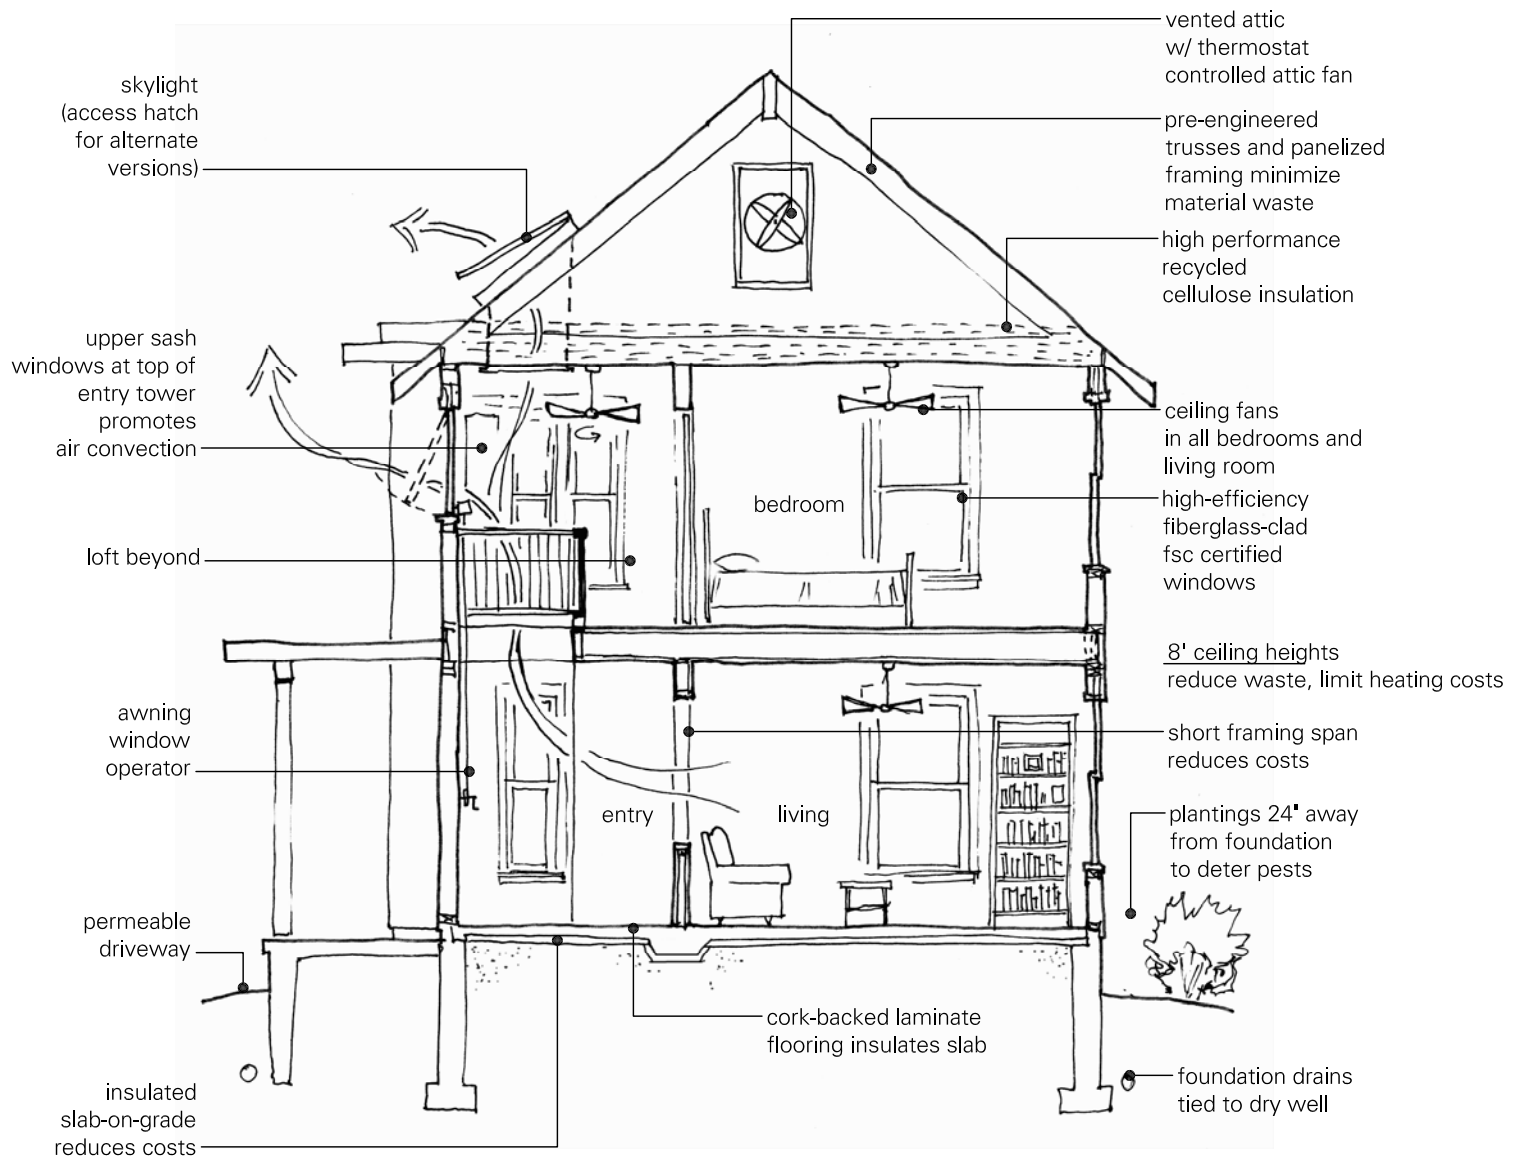 skylight
(access hatch
for alternate
versions)
upper sash
windows at top of
entry tower
promotes
air convection
loft beyond
awning
window
operator
permeable
driveway
insulated
slab-on-grade
reduces costs
bedroom
entry
living
cork-backed laminate
flooring insulates slab
vented attic
w/ thermostat
controlled attic fan
pre-engineered
trusses and panelized
framing minimize
material waste
high performance
recycled
cellulose insulation
ceiling fans
in all bedrooms and
living room
high-efficiency
fiberglass-clad
fsc certified
windows
8' ceiling heights
reduce waste, limit heating costs
short framing span
reduces costs
plantings 24" away
from foundation
to deter pests
foundation drains
tied to dry well